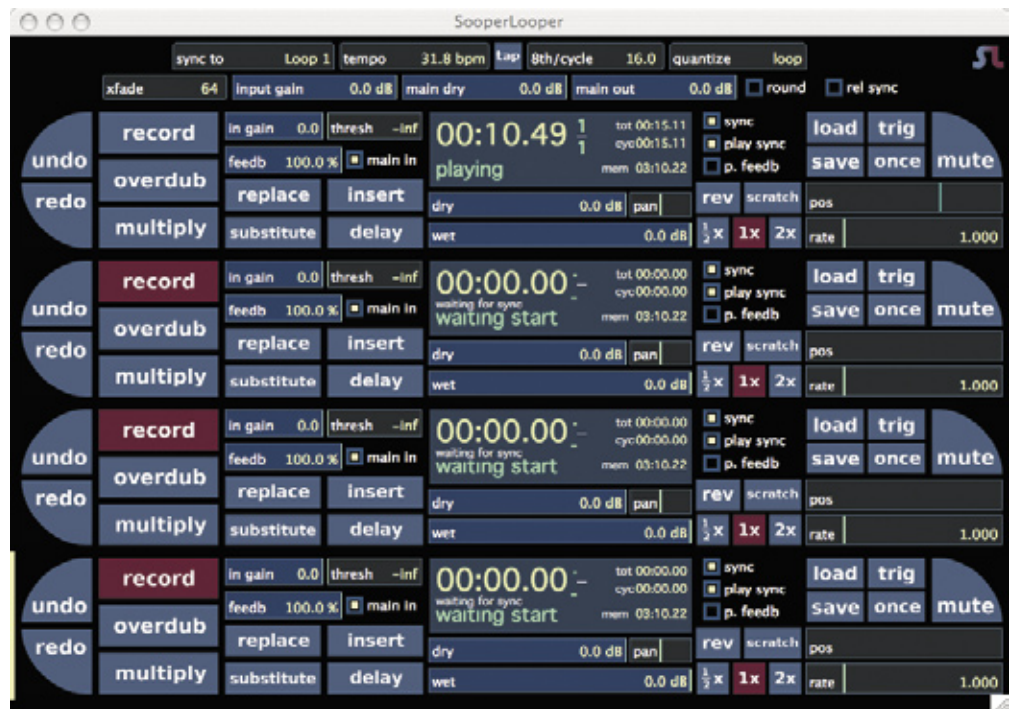 SooperLooper
sync to Loop 1 tempo 31.8 bpm tap 8th/cycle 16.0 quantize loop SL
xfade 64 input gain 0.0 dB main dry 0.0 dB main out 0.0 dB round rel sync
undo redo
record overdub multiply
in gain 0.0 thresh -inf
feedb 100.0 % main in
replace insert
substitute delay
00:10.49 1/1 tot 00:15.11
cyc00:15.11
playing mem 03:10.22
dry 0.0 dB pan
wet 0.0 dB
sync
play sync
p. feedb
rev scratch
½x 1x 2x
load trig
save once mute
pos
rate 1.000
undo redo
record overdub multiply
in gain 0.0 thresh -inf
feedb 100.0 % main in
replace insert
substitute delay
00:00.00 -- tot 00:00.00
cyc00:00.00
waiting for sync
waiting start mem 03:10.22
dry 0.0 dB pan
wet 0.0 dB
sync
play sync
p. feedb
rev scratch
½x 1x 2x
load trig
save once mute
pos
rate 1.000
undo redo
record overdub multiply
in gain 0.0 thresh -inf
feedb 100.0 % main in
replace insert
substitute delay
00:00.00 -- tot 00:00.00
cyc00:00.00
waiting for sync
waiting start mem 03:10.22
dry 0.0 dB pan
wet 0.0 dB
sync
play sync
p. feedb
rev scratch
½x 1x 2x
load trig
save once mute
pos
rate 1.000
undo redo
record overdub multiply
in gain 0.0 thresh -inf
feedb 100.0 % main in
replace insert
substitute delay
00:00.00 -- tot 00:00.00
cyc00:00.00
waiting for sync
waiting start mem 03:10.22
dry 0.0 dB pan
wet 0.0 dB
sync
play sync
p. feedb
rev scratch
½x 1x 2x
load trig
save once mute
pos
rate 1.000